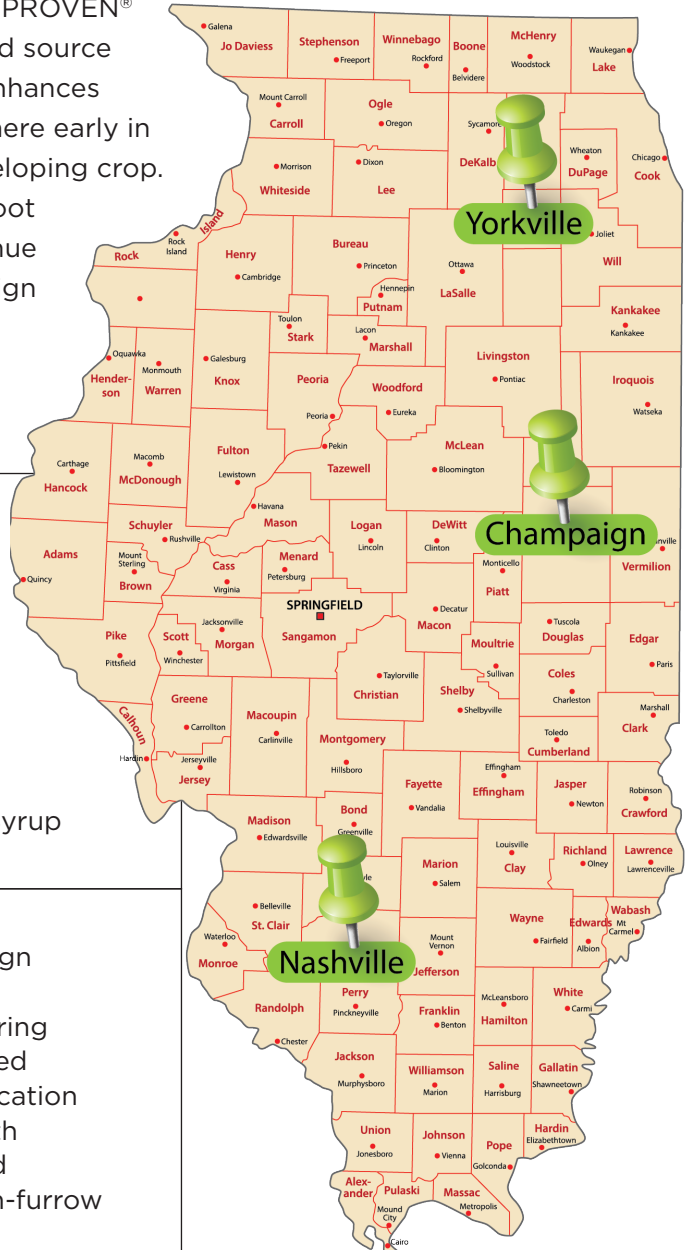 PROVEN®
d source
nhances
here early in
eloping crop.
oot
nue
ign
yrup
ign
ring
ed
cation
th
d
n-furrow
Galena
Jo Daviess
Stephenson
Freeport
Winnebago
Rockford
Boone
Belvidere
McHenry
Woodstock
Waukegan
Lake
Mount Carroll
Carroll
Ogle
Oregon
Sycamore
DeKalb
Wheaton
DuPage
Chicago
Cook
Morrison
Whiteside
Dixon
Lee
Yorkville
Joliet
Will
Rock
Island
Rock
Island
Henry
Cambridge
Bureau
Princeton
Hennepin
Putnam
Ottawa
LaSalle
Kankakee
Kankakee
Toulon
Stark
Lacon
Marshall
Livingston
Pontiac
Iroquois
Watseka
Oquawka
Hender-
son
Monmouth
Warren
Galesburg
Knox
Peoria
Peoria
Woodford
Eureka
McLean
Bloomington
Fulton
Lewistown
Pekin
Tazewell
Carthage
Hancock
Macomb
McDonough
Havana
Mason
Logan
Lincoln
DeWitt
Clinton
Champaign
nville
Vermilion
Schuyler
Rushville
Adams
Quincy
Mount
Sterling
Brown
Cass
Virginia
Menard
Petersburg
Monticello
Piatt
SPRINGFIELD
Sangamon
Decatur
Macon
Tuscola
Douglas
Edgar
Paris
Pike
Pittsfield
Scott
Winchester
Jacksonville
Morgan
Moultrie
Sullivan
Coles
Charleston
Taylorville
Christian
Shelby
Shelbyville
Greene
Carrollton
Macoupin
Carlinville
Montgomery
Hillsboro
Toledo
Cumberland
Marshall
Clark
Calhoun
Hardin
Jerseyville
Jersey
Fayette
Vandalia
Effingham
Effingham
Jasper
Newton
Robinson
Crawford
Madison
Edwardsville
Bond
Greenville
yle
Marion
Salem
Louisville
Clay
Richland
Olney
Lawrence
Lawrenceville
Belleville
St. Clair
Waterloo
Monroe
Nashville
Mount
Vernon
Jefferson
Wayne
Fairfield
Edwards
Albion
Wabash
Mt
Carmel
Randolph
Chester
Perry
Pinckneyville
Franklin
Benton
McLeansboro
Hamilton
White
Carmi
Jackson
Murphysboro
Williamson
Marion
Saline
Harrisburg
Gallatin
Shawneetown
Union
Jonesboro
Johnson
Vienna
Pope
Golconda
Hardin
Elizabethtown
Alex-
ander
Pulaski
Mound
City
Massac
Metropolis
Cairo